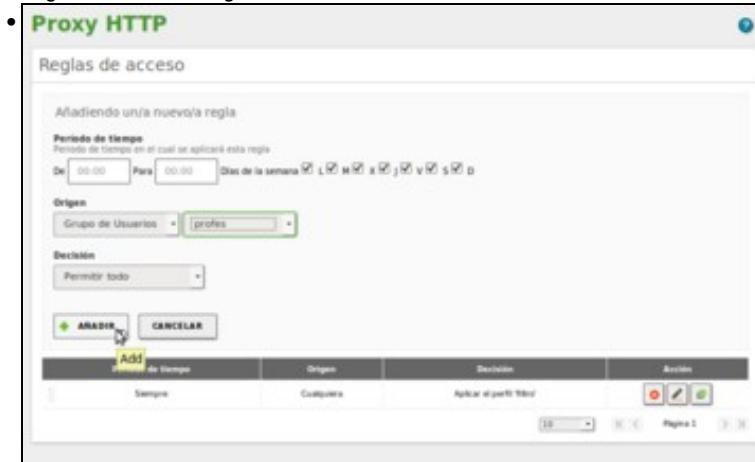 Proxy HTTP
Reglas de acceso
Añadiendo un/a nuevo/a regla
Período de tiempo
Período de tiempo en el cual se aplicará esta regla
De 00:00 Para 00:00 Días de la semana L M X J V S D
Origen
Grupo de Usuarios profes
Decisión
Permitir todo
AÑADIR CANCELAR
Add
de tiempo Origen Decisión Acción
Siempre Cualquiera Aplicar el perfil 'filtro'
10 Página 1